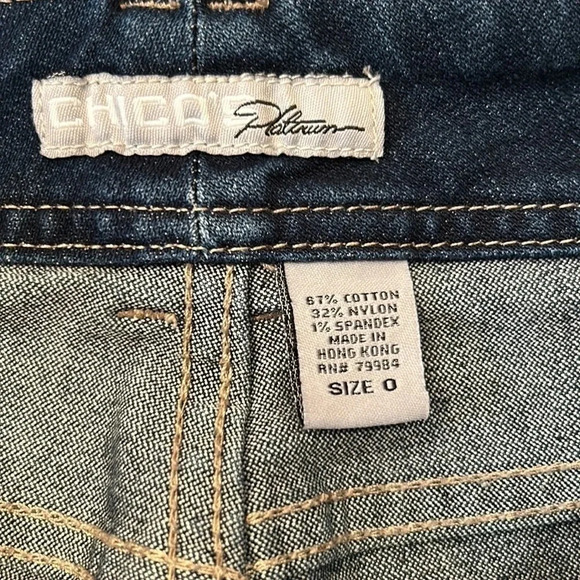 CHICO'S Platinum
67% COTTON
32% NYLON
1% SPANDEX
MADE IN
HONG KONG
RN# 79984
SIZE 0